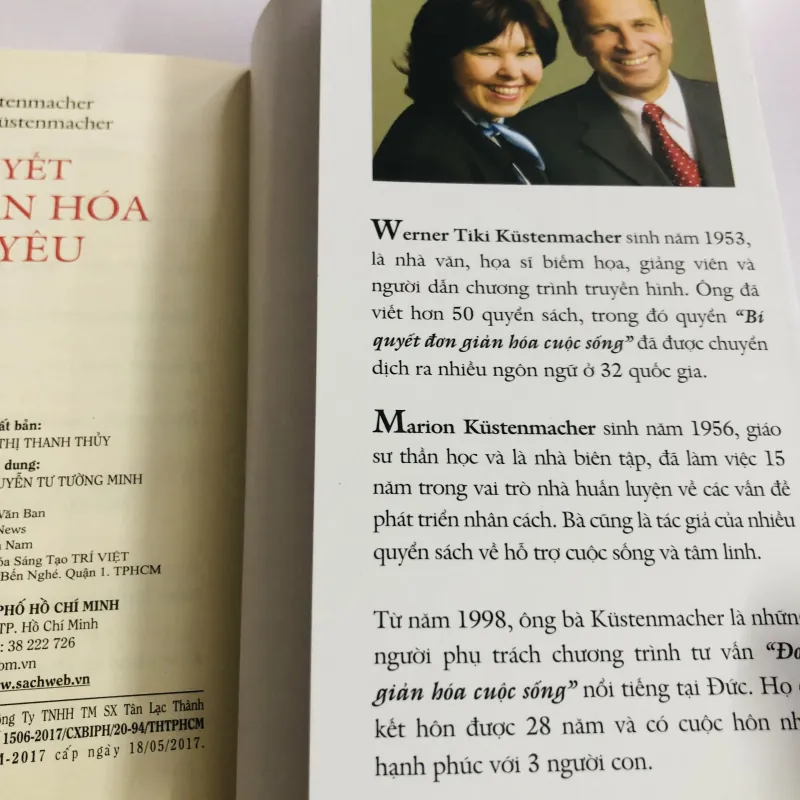 Küstenmacher
YẾT
HÓA
YÊU
bản:
THỊ THANH THỦY
dung:
TƯ TƯỜNG MINH
Văn Ban
News
Nam
Sáng Tạo TRÍ VIỆT
Bến Nghé. Quận 1. TPHCM
PHỐ HỒ CHÍ MINH
TP. Hồ Chí Minh
: 38 222 726
www.sachweb.vn
Ty TNHH TM SX Tân Lạc Thành
1506-2017/CXBIPH/20-94/THTPHCM
-2017 cấp ngày 18/05/2017.
Werner Tiki Küstenmacher sinh năm 1953,
là nhà văn, họa sĩ biếm họa, giảng viên và
người dẫn chương trình truyền hình. Ông đã
viết hơn 50 quyển sách, trong đó quyển “Bí
quyết đơn giản hóa cuộc sống” đã được chuyển
dịch ra nhiều ngôn ngữ ở 32 quốc gia.
Marion Küstenmacher sinh năm 1956, giáo
sư thần học và là nhà biên tập, đã làm việc 15
năm trong vai trò nhà huấn luyện về các vấn đề
phát triển nhân cách. Bà cũng là tác giả của nhiều
quyển sách về hỗ trợ cuộc sống và tâm linh.
Từ năm 1998, ông bà Küstenmacher là những
người phụ trách chương trình tư vấn
giản hóa cuộc sống” nổi tiếng tại Đức. Họ
kết hôn được 28 năm và có cuộc hôn
hạnh phúc với 3 người con.